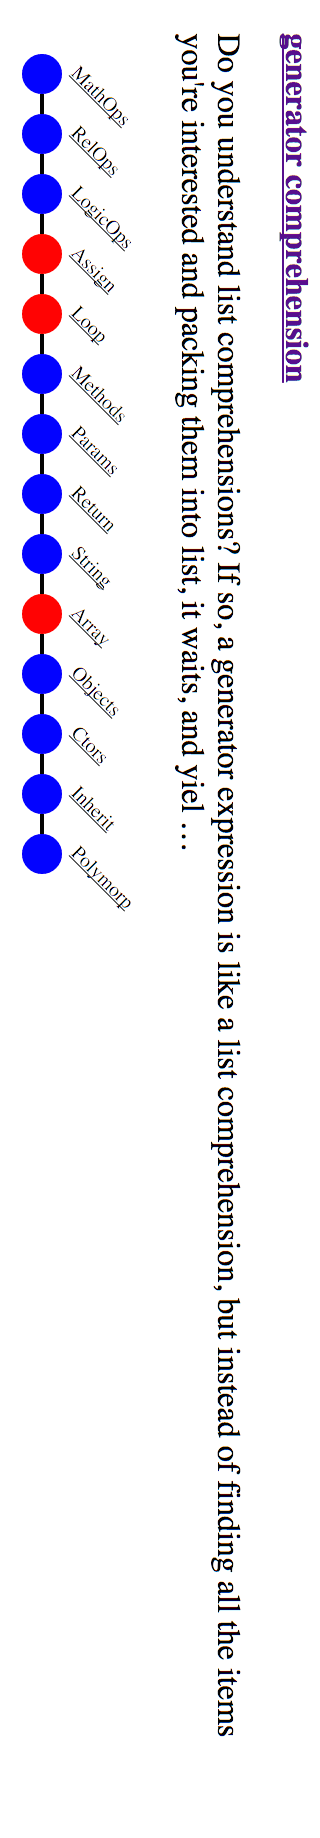 generator comprehension
Do you understand list comprehensions? If so, a generator expression is like a list comprehension, but instead of finding all the items
you're interested and packing them into list, it waits, and yiel ...
MathOps
RelOps
LogicOps
Assign
Loop
Methods
Params
Return
String
Array
Objects
Ctors
Inherit
Polymorp